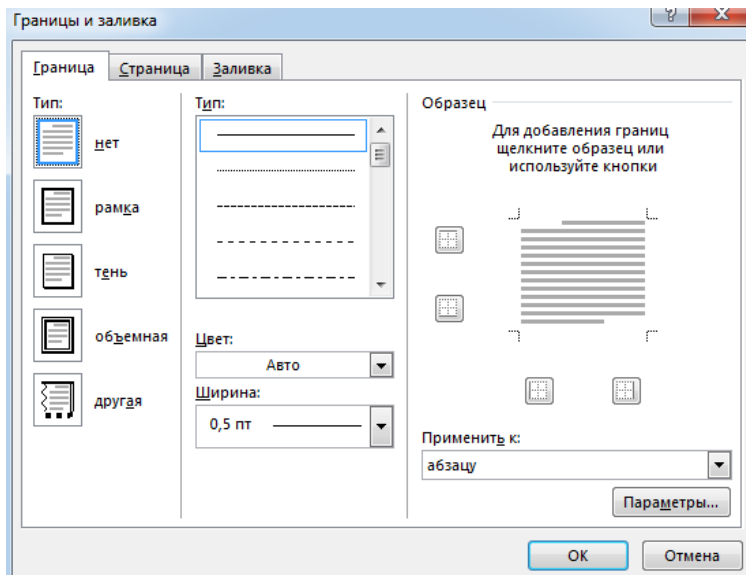 Границы и заливка
Граница
Страница
Заливка
Тип:
нет
рамка
тень
объемная
другая
Тип:
Цвет:
Авто
Ширина:
0,5 пт
Образец
Для добавления границ
щелкните образец или
используйте кнопки
Применить к:
абзацу
Параметры...
ОК
Отмена